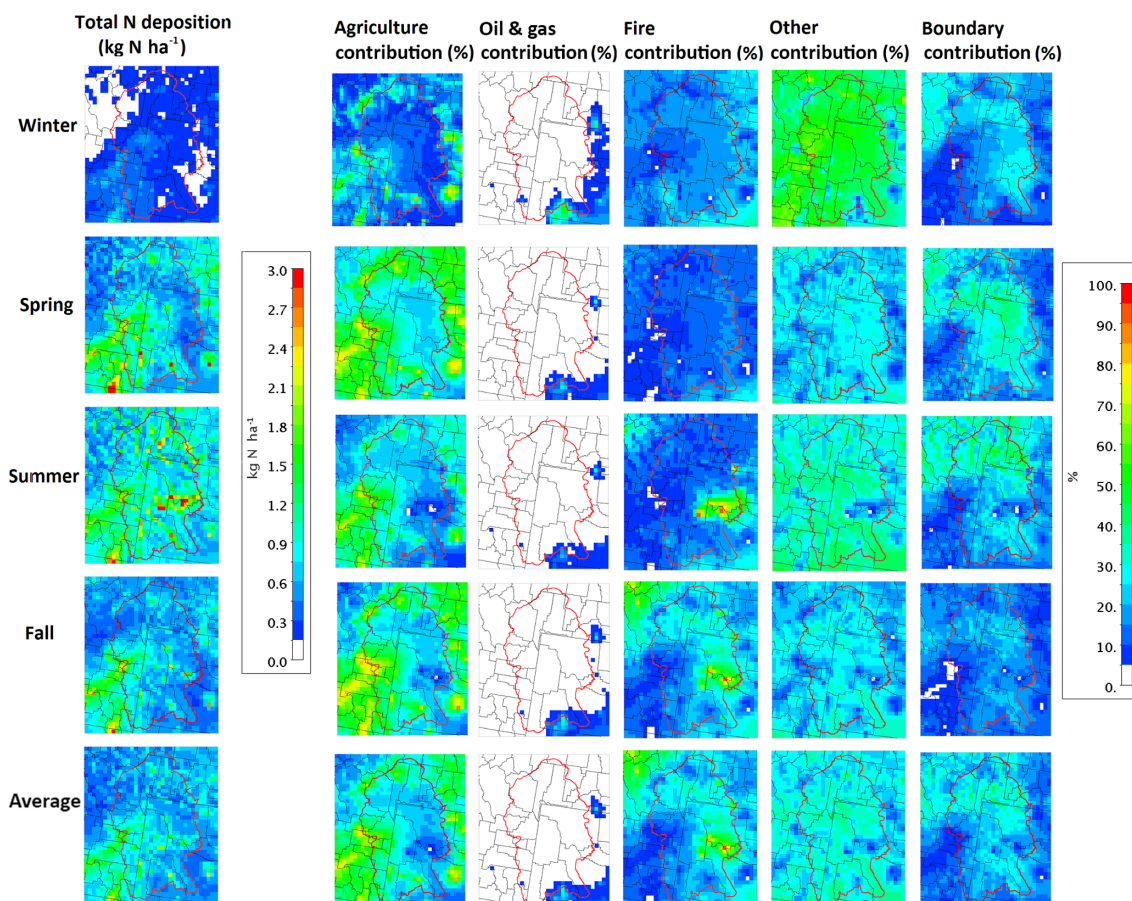 Total N deposition
(kg N ha-1)
Agriculture
contribution (%)
Oil & gas
contribution (%)
Fire
contribution (%)
Other
contribution (%)
Boundary
contribution (%)
Winter
Spring
Summer
Fall
Average
3.0
2.7
2.4
2.1
1.8
1.5
1.2
0.9
0.6
0.3
0.0
kg N ha-1
100.
90.
80.
70.
60.
50.
40.
30.
20.
10.
0.
%